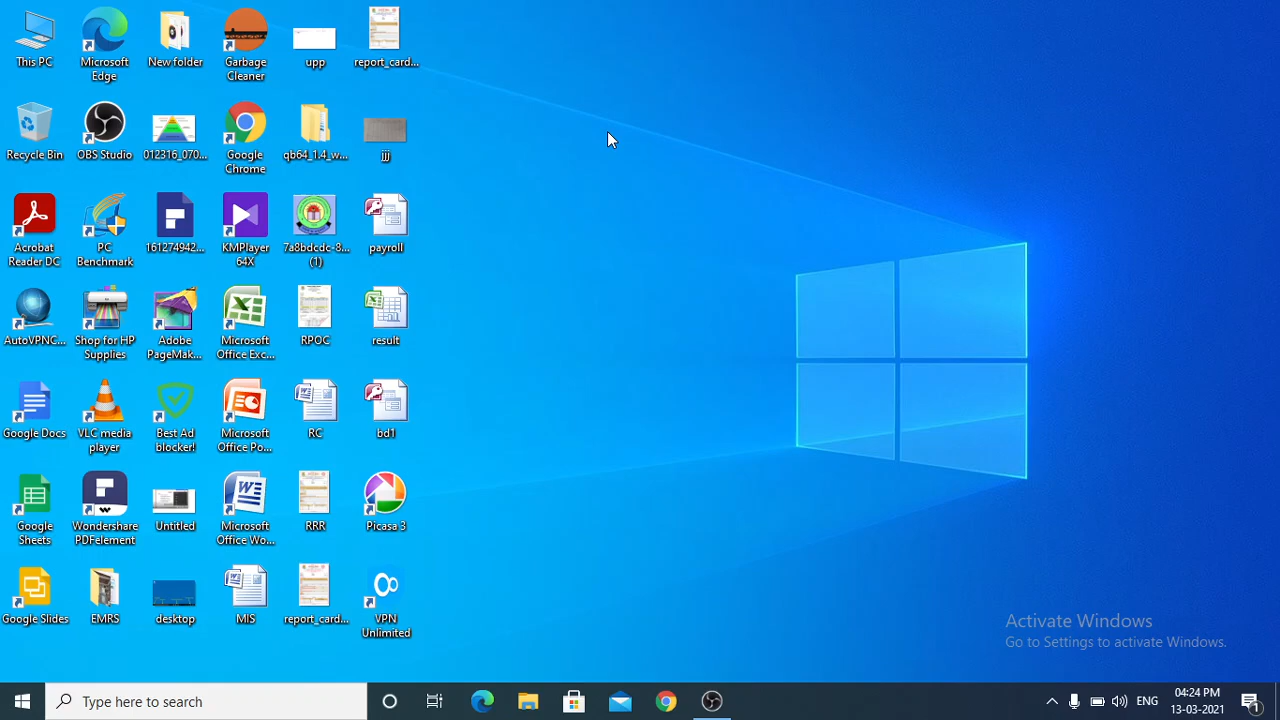 This PC
Microsoft
Edge
New folder
Garbage
Cleaner
upp
report_card...
Recycle Bin
OBS Studio
012316_070...
Google
Chrome
qb64_1.4_w...
jjj
Acrobat
Reader DC
PC
Benchmark
161274942...
KMPlayer
64X
7a8bdcdc-8...
(1)
payroll
AutoVPNC...
Shop for HP
Supplies
Adobe
PageMak...
Microsoft
Office Exc...
RPOC
result
Google Docs
VLC media
player
Best Ad
blocker!
Microsoft
Office Po...
RC
bd1
Google
Sheets
Wondershare
PDFelement
Untitled
Microsoft
Office Wo...
RRR
Picasa 3
Google Slides
EMRS
desktop
MIS
report_card...
VPN
Unlimited
Activate Windows
Go to Settings to activate Windows.
Type here to search
ENG
04:24 PM
13-03-2021
1